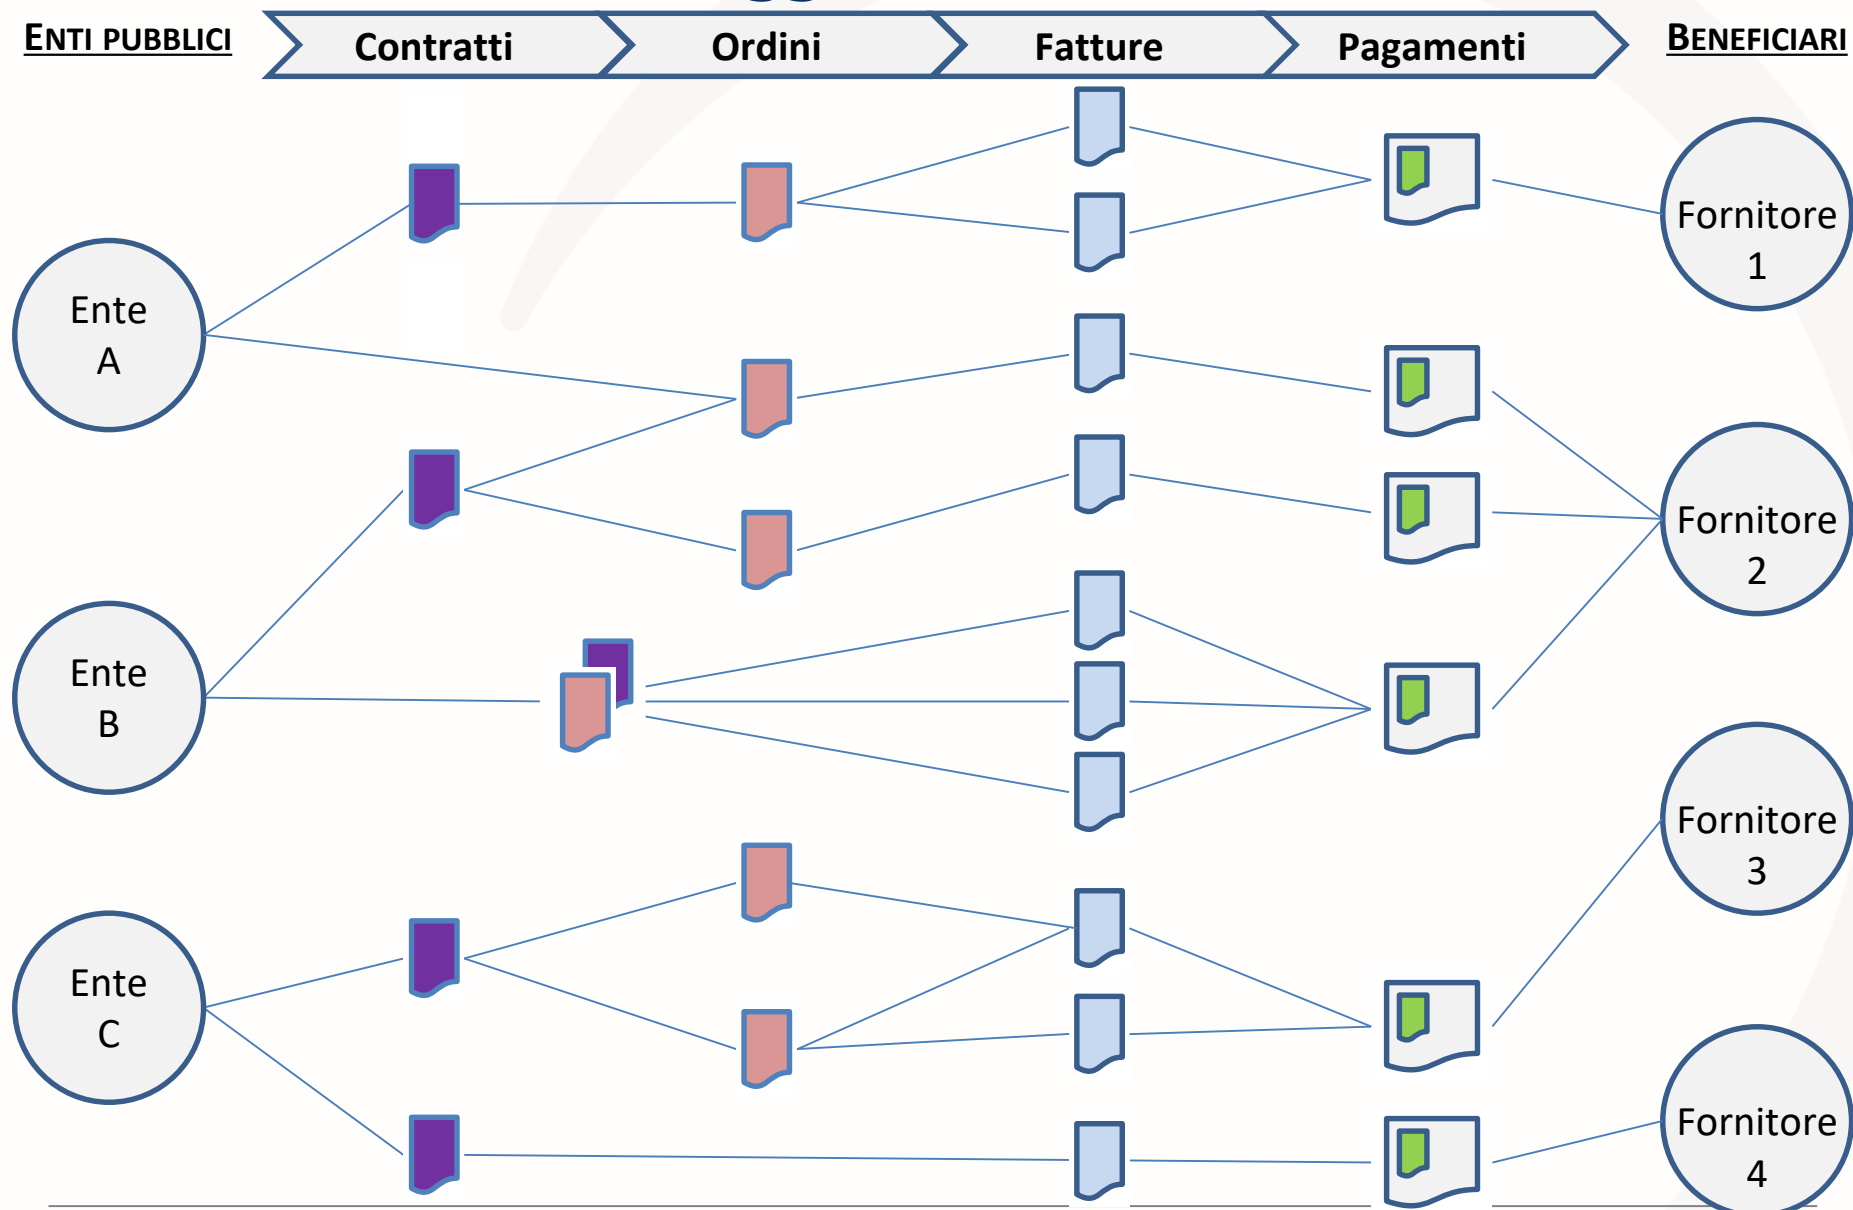 ENTI PUBBLICI
Contratti
Ordini
Fatture
Pagamenti
BENEFICIARI
Ente
A
Ente
B
Ente
C
Fornitore
1
Fornitore
2
Fornitore
3
Fornitore
4